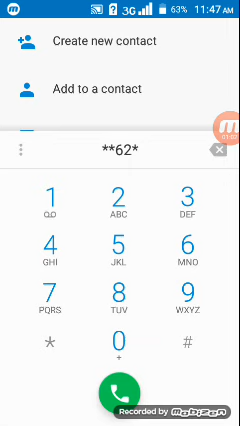 3G 63% 11:47 AM
Create new contact
Add to a contact
**62*
1 2 3
ABC DEF
4 5 6
GHI JKL MNO
7 8 9
PQRS TUV WXYZ
* 0 #
+
Recorded by mobizen